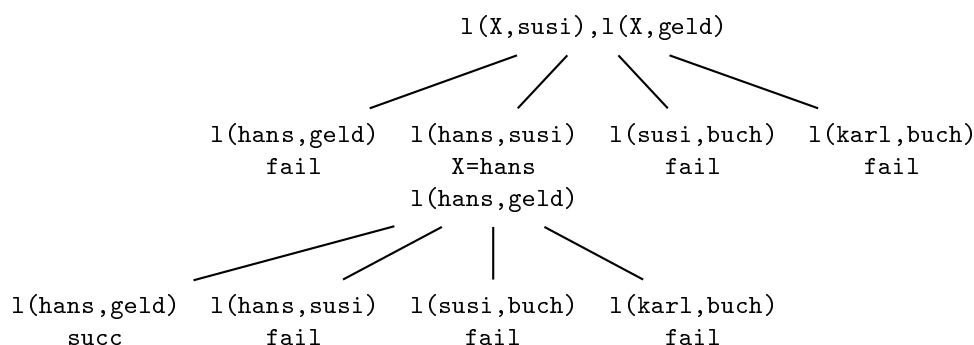 l(X,susi),l(X,geld)
l(hans,geld) l(hans,susi) l(susi,buch) l(karl,buch)
fail X=hans fail fail
l(hans,geld)
l(hans,geld) l(hans,susi) l(susi,buch) l(karl,buch)
succ fail fail fail